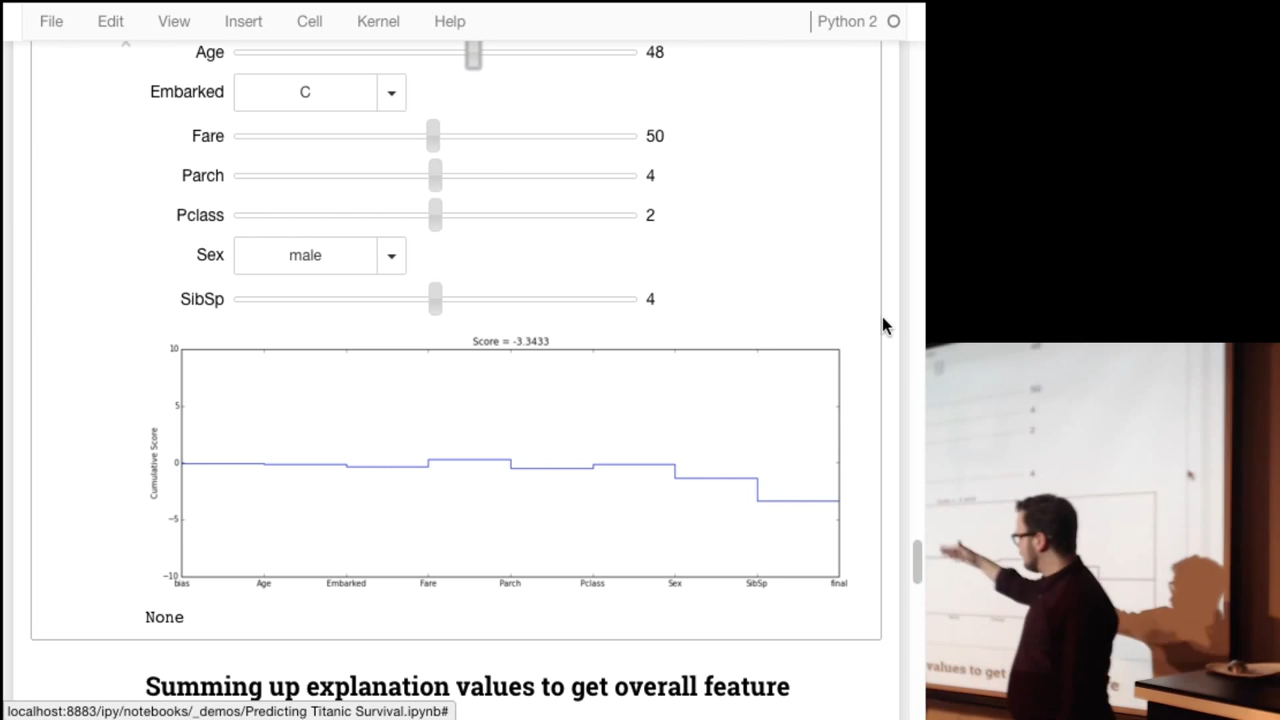 File Edit View Insert Cell Kernel Help Python 2
Age 48
Embarked C
Fare 50
Parch 4
Pclass 2
Sex male
SibSp 4
Score = -3.3433
10
5
0
−5
−10
Cumulative Score
bias Age Embarked Fare Parch Pclass Sex SibSp final
None
Summing up explanation values to get overall feature
localhost:8883/ipy/notebooks/_demos/Predicting Titanic Survival.ipynb#
values to get